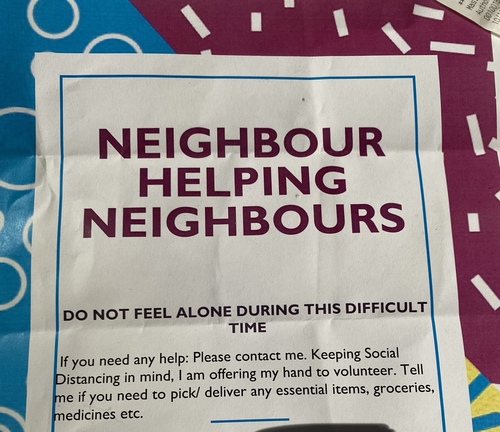 NEIGHBOUR
HELPING
NEIGHBOURS
DO NOT FEEL ALONE DURING THIS DIFFICULT
TIME
If you need any help: Please contact me. Keeping Social
Distancing in mind, I am offering my hand to volunteer. Tell
me if you need to pick/ deliver any essential items, groceries,
medicines etc.